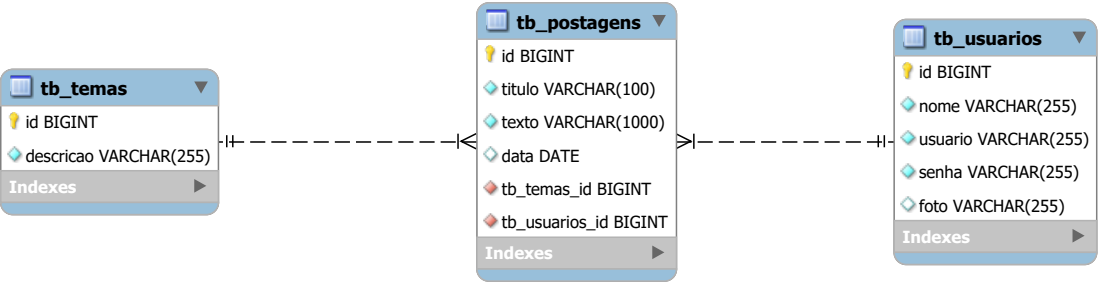 tb_temas
id BIGINT
descricao VARCHAR(255)
Indexes
tb_postagens
id BIGINT
titulo VARCHAR(100)
texto VARCHAR(1000)
data DATE
tb_temas_id BIGINT
tb_usuarios_id BIGINT
Indexes
tb_usuarios
id BIGINT
nome VARCHAR(255)
usuario VARCHAR(255)
senha VARCHAR(255)
foto VARCHAR(255)
Indexes